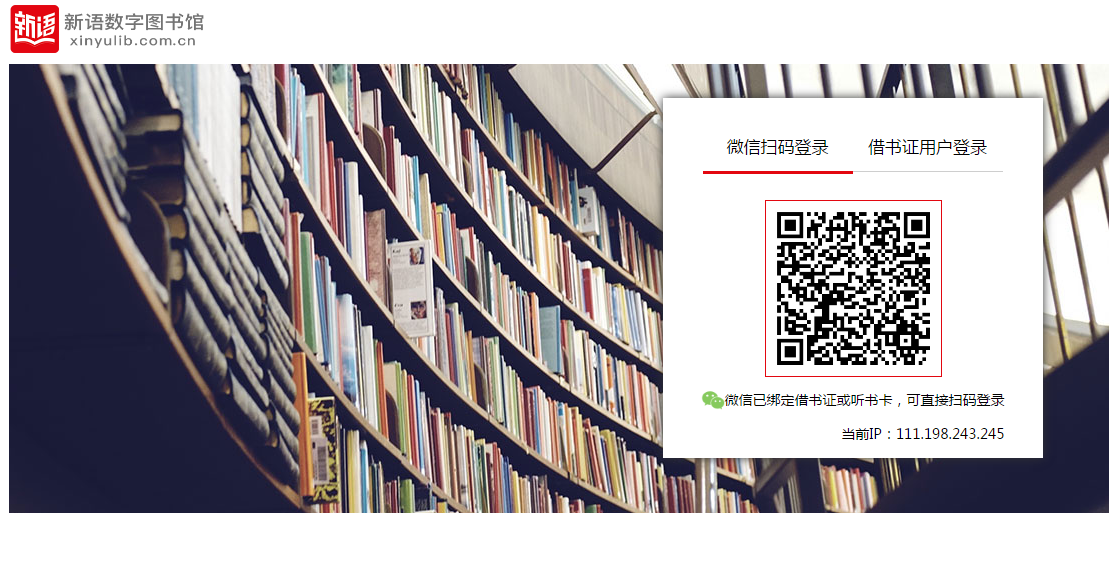 新语
新语数字图书馆
xinyulib.com.cn
微信扫码登录
借书证用户登录
微信已绑定借书证或听书卡，可直接扫码登录
当前IP：111.198.243.245